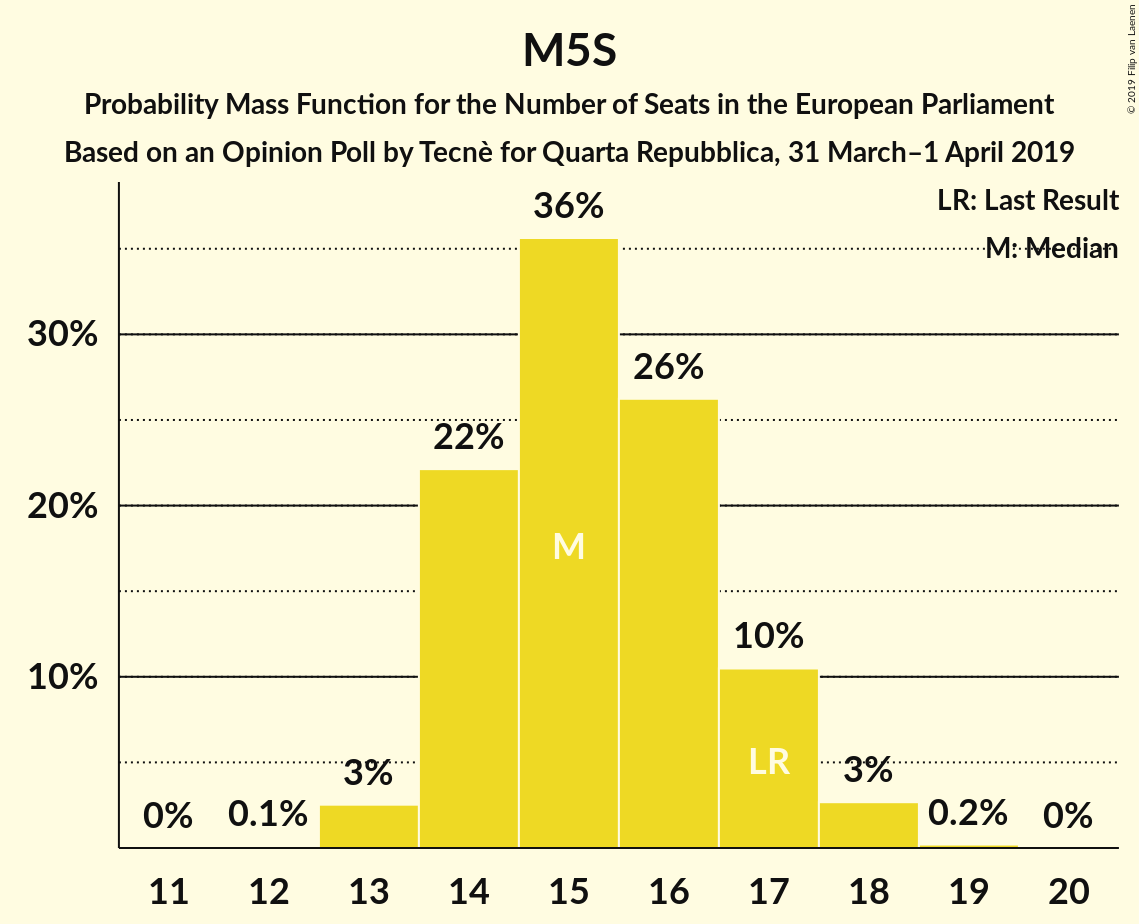 © 2019 Filip van Laenen
M5S
Probability Mass Function for the Number of Seats in the European Parliament
Based on an Opinion Poll by Tecnè for Quarta Repubblica, 31 March–1 April 2019
LR: Last Result
M: Median
36%
30%
26%
22%
20%
M
10%
10%
LR
3%
3%
0%
0.1%
0.2%
0%
11 12 13 14 15 16 17 18 19 20